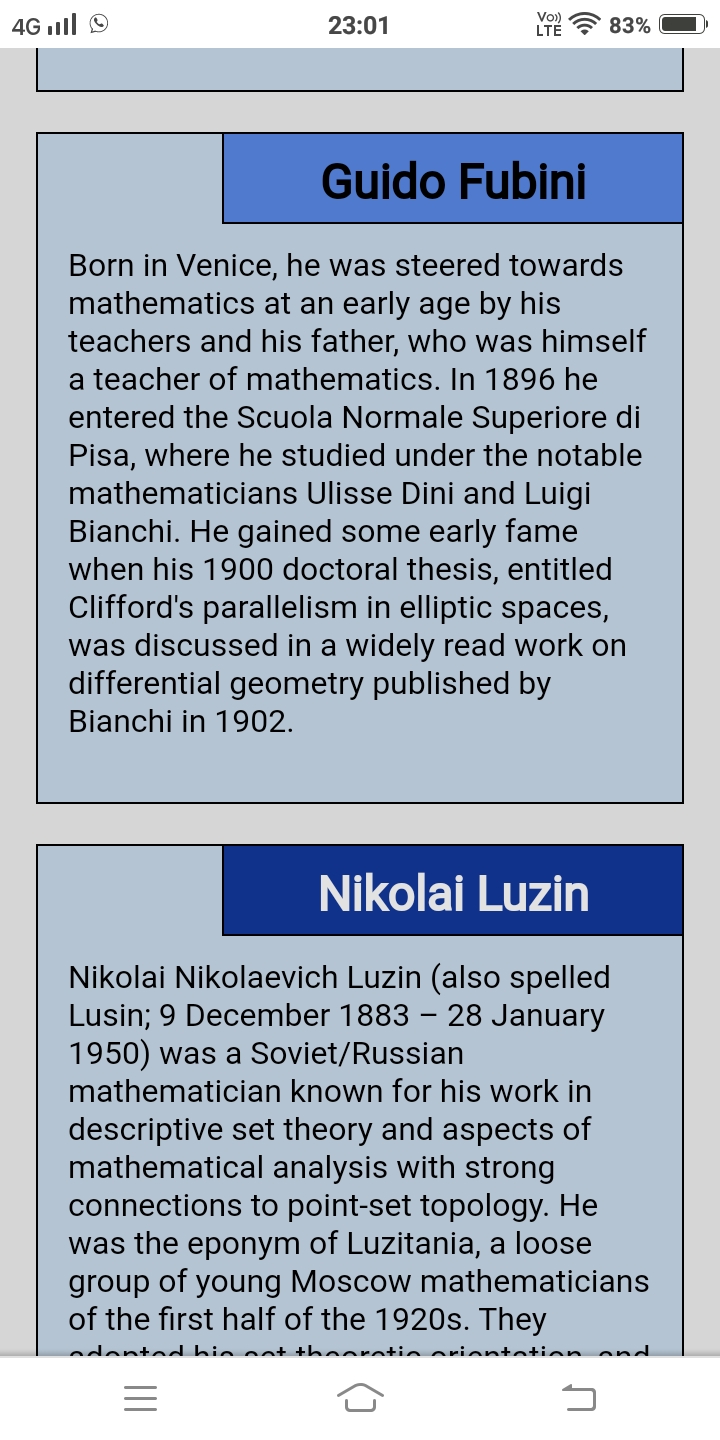 4G 23:01 Vo)) LTE 83%
Guido Fubini
Born in Venice, he was steered towards
mathematics at an early age by his
teachers and his father, who was himself
a teacher of mathematics. In 1896 he
entered the Scuola Normale Superiore di
Pisa, where he studied under the notable
mathematicians Ulisse Dini and Luigi
Bianchi. He gained some early fame
when his 1900 doctoral thesis, entitled
Clifford's parallelism in elliptic spaces,
was discussed in a widely read work on
differential geometry published by
Bianchi in 1902.
Nikolai Luzin
Nikolai Nikolaevich Luzin (also spelled
Lusin; 9 December 1883 – 28 January
1950) was a Soviet/Russian
mathematician known for his work in
descriptive set theory and aspects of
mathematical analysis with strong
connections to point-set topology. He
was the eponym of Luzitania, a loose
group of young Moscow mathematicians
of the first half of the 1920s. They
adopted his set-theoretic orientation, and